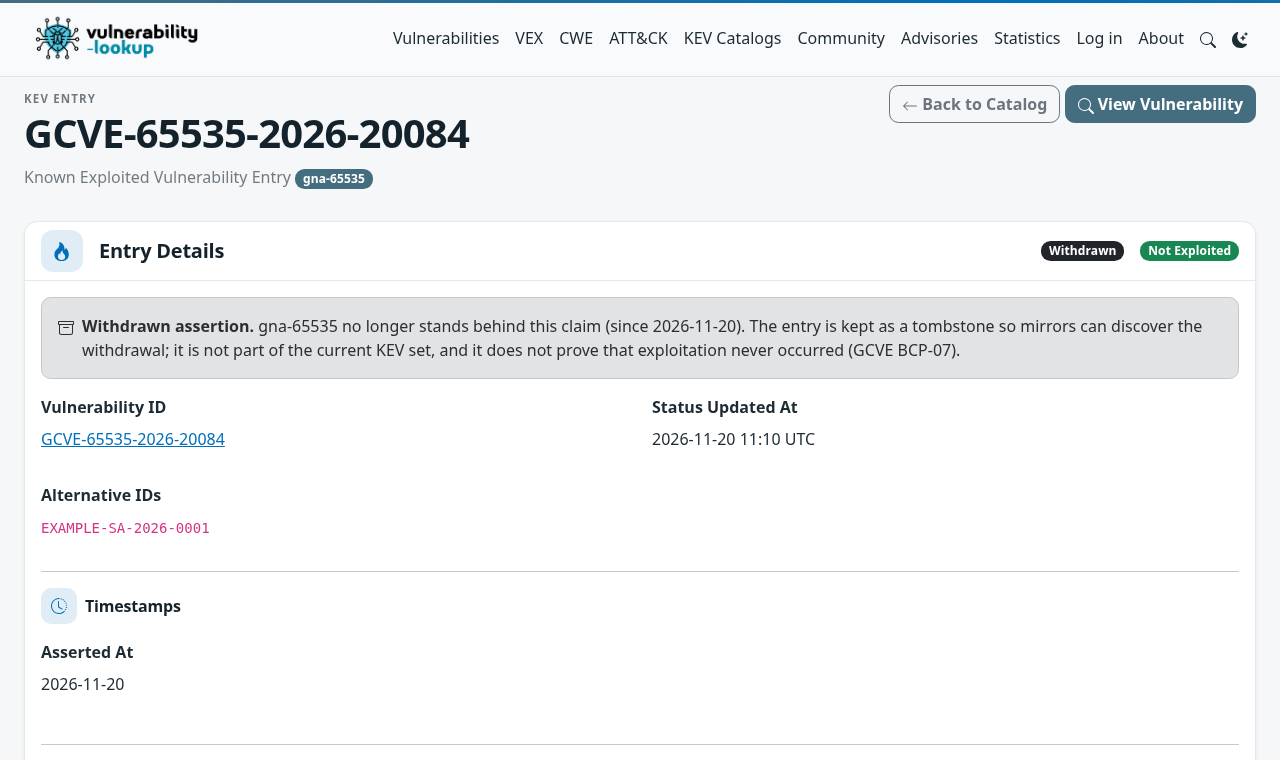 vulnerability
-lookup
Vulnerabilities VEX CWE ATT&CK KEV Catalogs Community Advisories Statistics Log in About
KEV ENTRY
Back to Catalog
View Vulnerability
GCVE-65535-2026-20084
Known Exploited Vulnerability Entry gna-65535
Entry Details
Withdrawn Not Exploited
Withdrawn assertion. gna-65535 no longer stands behind this claim (since 2026-11-20). The entry is kept as a tombstone so mirrors can discover the
withdrawal; it is not part of the current KEV set, and it does not prove that exploitation never occurred (GCVE BCP-07).
Vulnerability ID
GCVE-65535-2026-20084
Status Updated At
2026-11-20 11:10 UTC
Alternative IDs
EXAMPLE-SA-2026-0001
Timestamps
Asserted At
2026-11-20